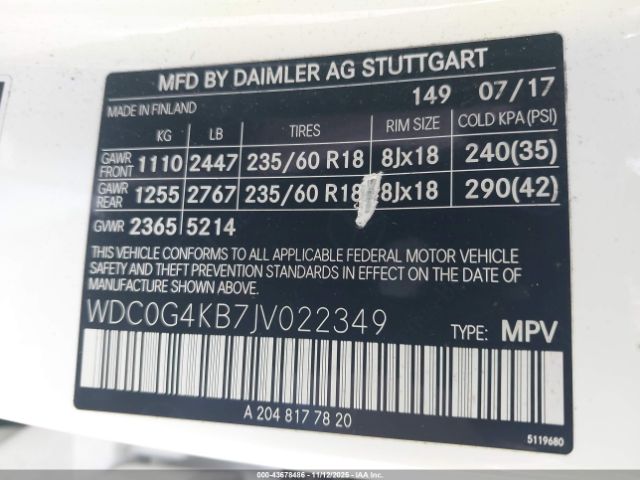 MFD BY DAIMLER AG STUTTGART
MADE IN FINLAND 149 07/17
KG LB TIRES RIM SIZE COLD KPA(PSI)
GAWR FRONT 1110 2447 235/60 R18 8Jx18 240(35)
GAWR REAR 1255 2767 235/60 R18 8Jx18 290(42)
GVWR 2365 5214
THIS VEHICLE CONFORMS TO ALL APPLICABLE FEDERAL MOTOR VEHICLE
SAFETY AND THEFT PREVENTION STANDARDS IN EFFECT ON THE DATE OF
MANUFACTURE SHOWN ABOVE.
WDC0G4KB7JV022349 TYPE: MPV
A 204 817 78 20
5119680
000-43678486 - 11/12/2025 - IAAI.COM